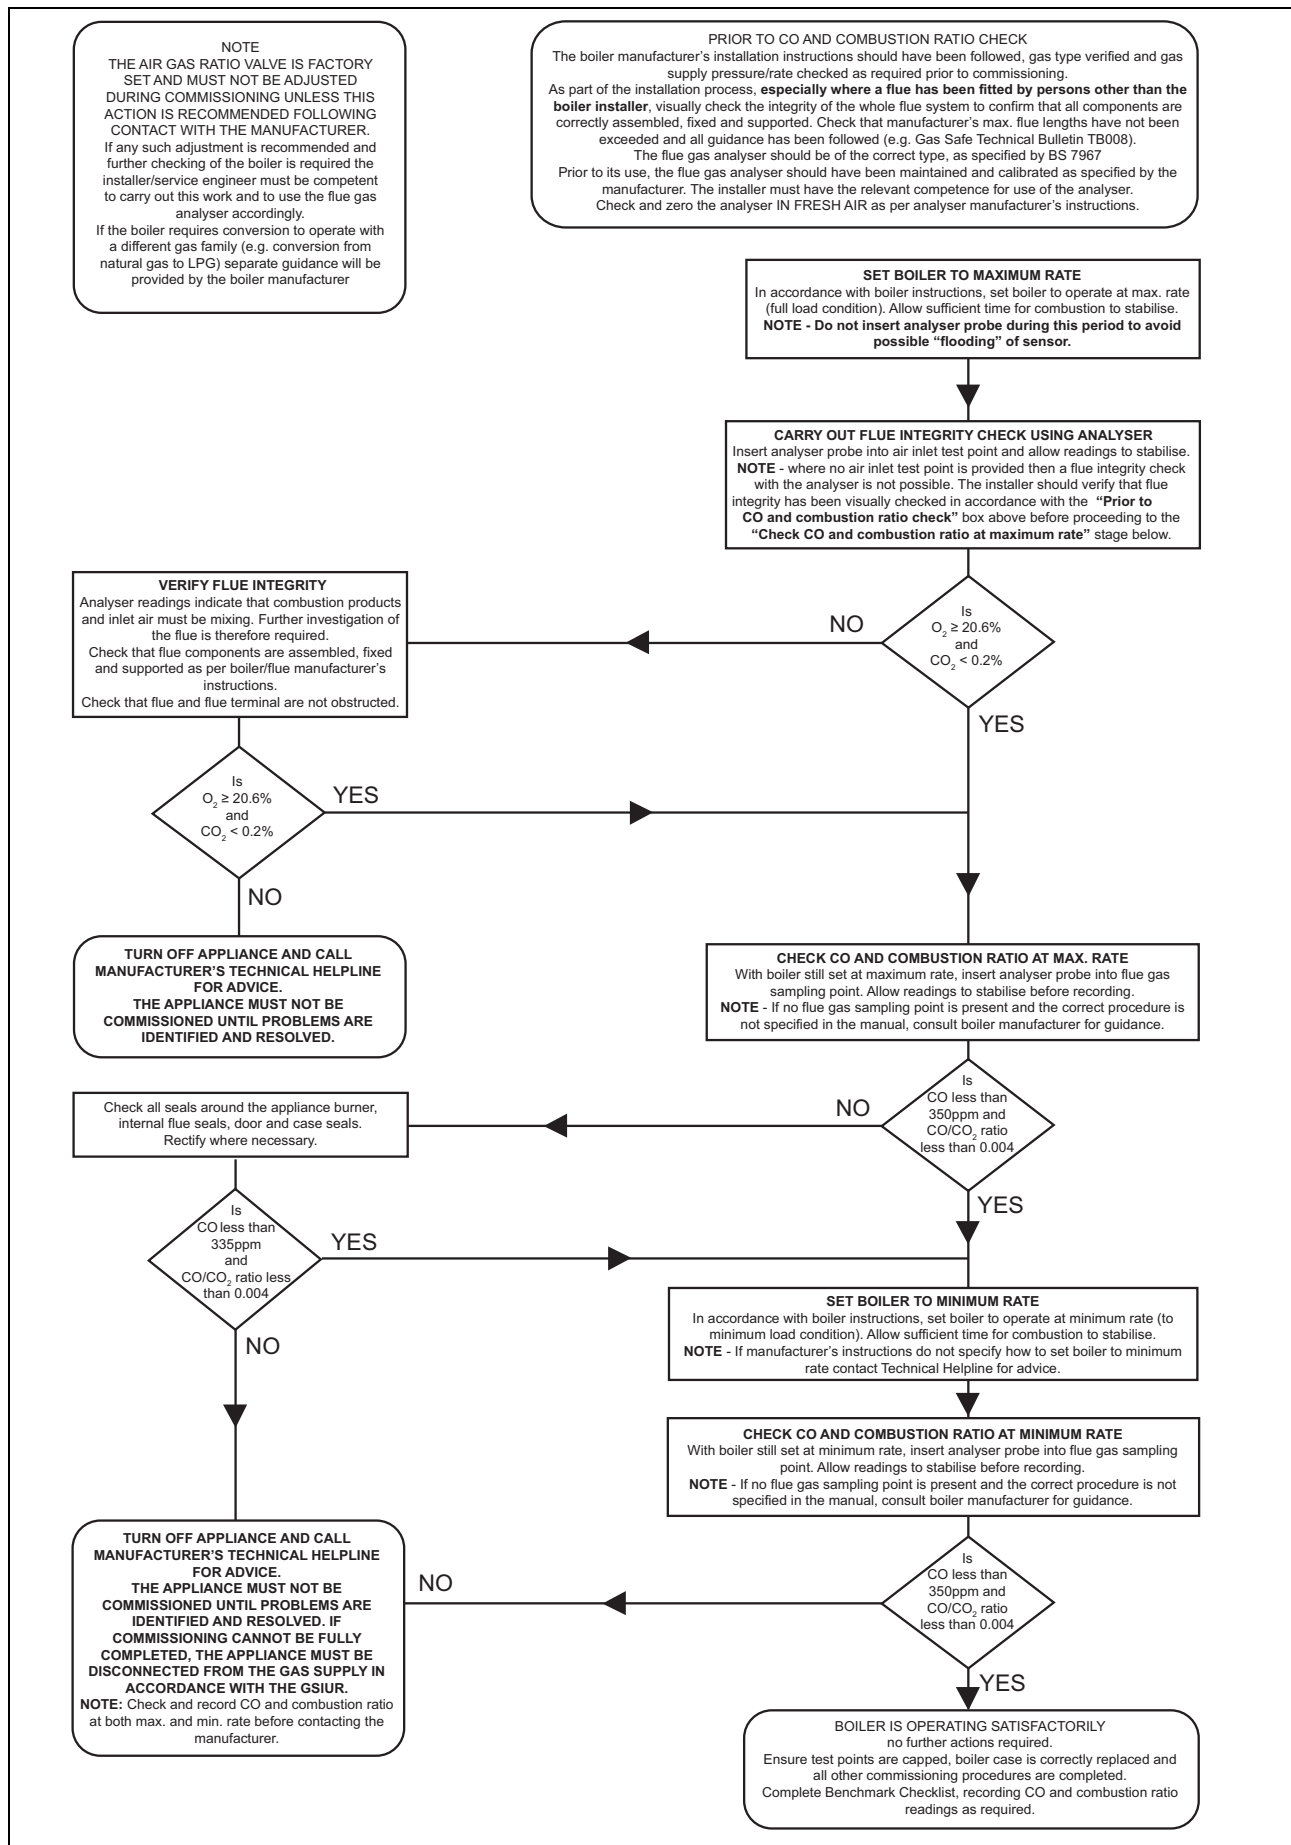 NOTE
THE AIR GAS RATIO VALVE IS FACTORY
SET AND MUST NOT BE ADJUSTED
DURING COMMISSIONING UNLESS THIS
ACTION IS RECOMMENDED FOLLOWING
CONTACT WITH THE MANUFACTURER.
If any such adjustment is recommended and
further checking of the boiler is required the
installer/service engineer must be competent
to carry out this work and to use the flue gas
analyser accordingly.
If the boiler requires conversion to operate with
a different gas family (e.g. conversion from
natural gas to LPG) separate guidance will be
provided by the boiler manufacturer
PRIOR TO CO AND COMBUSTION RATIO CHECK
The boiler manufacturer's installation instructions should have been followed, gas type verified and gas
supply pressure/rate checked as required prior to commissioning.
As part of the installation process, especially where a flue has been fitted by persons other than the
boiler installer, visually check the integrity of the whole flue system to confirm that all components are
correctly assembled, fixed and supported. Check that manufacturer's max. flue lengths have not been
exceeded and all guidance has been followed (e.g. Gas Safe Technical Bulletin TB008).
The flue gas analyser should be of the correct type, as specified by BS 7967
Prior to its use, the flue gas analyser should have been maintained and calibrated as specified by the
manufacturer. The installer must have the relevant competence for use of the analyser.
Check and zero the analyser IN FRESH AIR as per analyser manufacturer's instructions.
SET BOILER TO MAXIMUM RATE
In accordance with boiler instructions, set boiler to operate at max. rate
(full load condition). Allow sufficient time for combustion to stabilise.
NOTE - Do not insert analyser probe during this period to avoid
possible “flooding” of sensor.
CARRY OUT FLUE INTEGRITY CHECK USING ANALYSER
Insert analyser probe into air inlet test point and allow readings to stabilise.
NOTE - where no air inlet test point is provided then a flue integrity check
with the analyser is not possible. The installer should verify that flue
integrity has been visually checked in accordance with the “Prior to
CO and combustion ratio check” box above before proceeding to the
“Check CO and combustion ratio at maximum rate” stage below.
VERIFY FLUE INTEGRITY
Analyser readings indicate that combustion products
and inlet air must be mixing. Further investigation of
the flue is therefore required.
Check that flue components are assembled, fixed
and supported as per boiler/flue manufacturer's
instructions.
Check that flue and flue terminal are not obstructed.
NO
Is
O₂ ≥ 20.6%
and
CO₂ < 0.2%
YES
Is
O₂ ≥ 20.6%
and
CO₂ < 0.2%
YES
NO
TURN OFF APPLIANCE AND CALL
MANUFACTURER'S TECHNICAL HELPLINE
FOR ADVICE.
THE APPLIANCE MUST NOT BE
COMMISSIONED UNTIL PROBLEMS ARE
IDENTIFIED AND RESOLVED.
CHECK CO AND COMBUSTION RATIO AT MAX. RATE
With boiler still set at maximum rate, insert analyser probe into flue gas
sampling point. Allow readings to stabilise before recording.
NOTE - If no flue gas sampling point is present and the correct procedure is
not specified in the manual, consult boiler manufacturer for guidance.
Is
CO less than
350ppm and
CO/CO₂ ratio
less than 0.004
NO
YES
Check all seals around the appliance burner,
internal flue seals, door and case seals.
Rectify where necessary.
Is
CO less than
335ppm
and
CO/CO₂ ratio less
than 0.004
YES
NO
SET BOILER TO MINIMUM RATE
In accordance with boiler instructions, set boiler to operate at minimum rate (to
minimum load condition). Allow sufficient time for combustion to stabilise.
NOTE - If manufacturer's instructions do not specify how to set boiler to minimum
rate contact Technical Helpline for advice.
CHECK CO AND COMBUSTION RATIO AT MINIMUM RATE
With boiler still set at minimum rate, insert analyser probe into flue gas sampling
point. Allow readings to stabilise before recording.
NOTE - If no flue gas sampling point is present and the correct procedure is not
specified in the manual, consult boiler manufacturer for guidance.
TURN OFF APPLIANCE AND CALL
MANUFACTURER'S TECHNICAL HELPLINE
FOR ADVICE.
THE APPLIANCE MUST NOT BE
COMMISSIONED UNTIL PROBLEMS ARE
IDENTIFIED AND RESOLVED. IF
COMMISSIONING CANNOT BE FULLY
COMPLETED, THE APPLIANCE MUST BE
DISCONNECTED FROM THE GAS SUPPLY IN
ACCORDANCE WITH THE GSIUR.
NOTE: Check and record CO and combustion ratio
at both max. and min. rate before contacting the
manufacturer.
NO
Is
CO less than
350ppm and
CO/CO₂ ratio
less than 0.004
YES
BOILER IS OPERATING SATISFACTORILY
no further actions required.
Ensure test points are capped, boiler case is correctly replaced and
all other commissioning procedures are completed.
Complete Benchmark Checklist, recording CO and combustion ratio
readings as required.